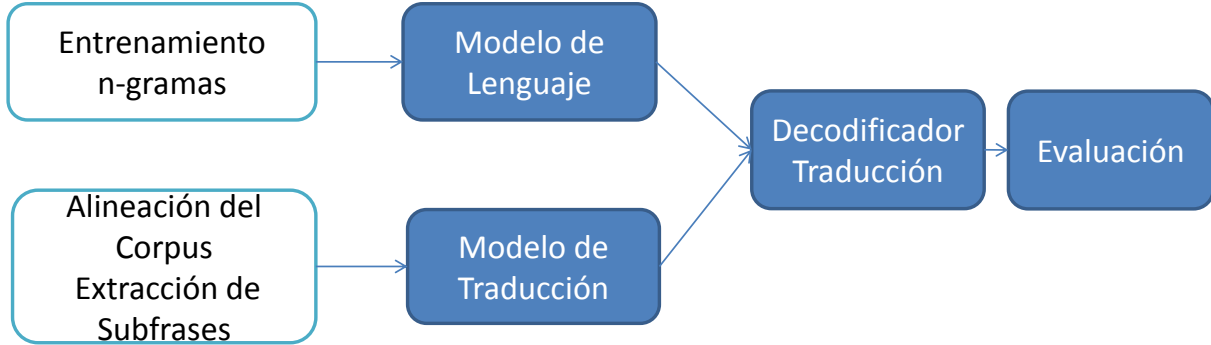 Entrenamiento
n-gramas
Modelo de
Lenguaje
Alineación del
Corpus
Extracción de
Subfrases
Modelo de
Traducción
Decodificador
Traducción
Evaluación